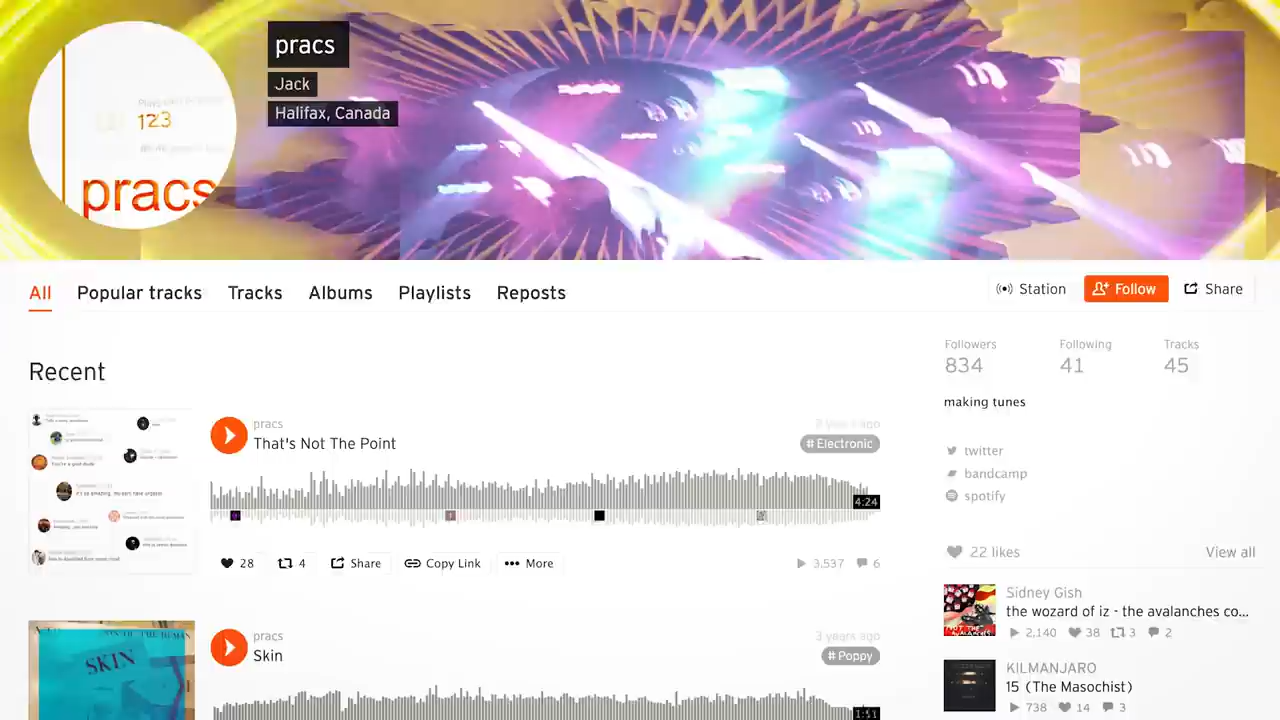 pracs
Jack
Halifax, Canada
123
pracs
All
Popular tracks
Tracks
Albums
Playlists
Reposts
Station
Follow
Share
Followers
834
Following
41
Tracks
45
making tunes
twitter
bandcamp
spotify
Recent
pracs
That's Not The Point
# Electronic
4:24
28
4
Share
Copy Link
More
3,537
6
22 likes
View all
Sidney Gish
the wozard of iz - the avalanches co...
2,140
38
3
2
pracs
Skin
3 years ago
# Poppy
SKIN
KILMANJARO
15 (The Masochist)
738
14
3